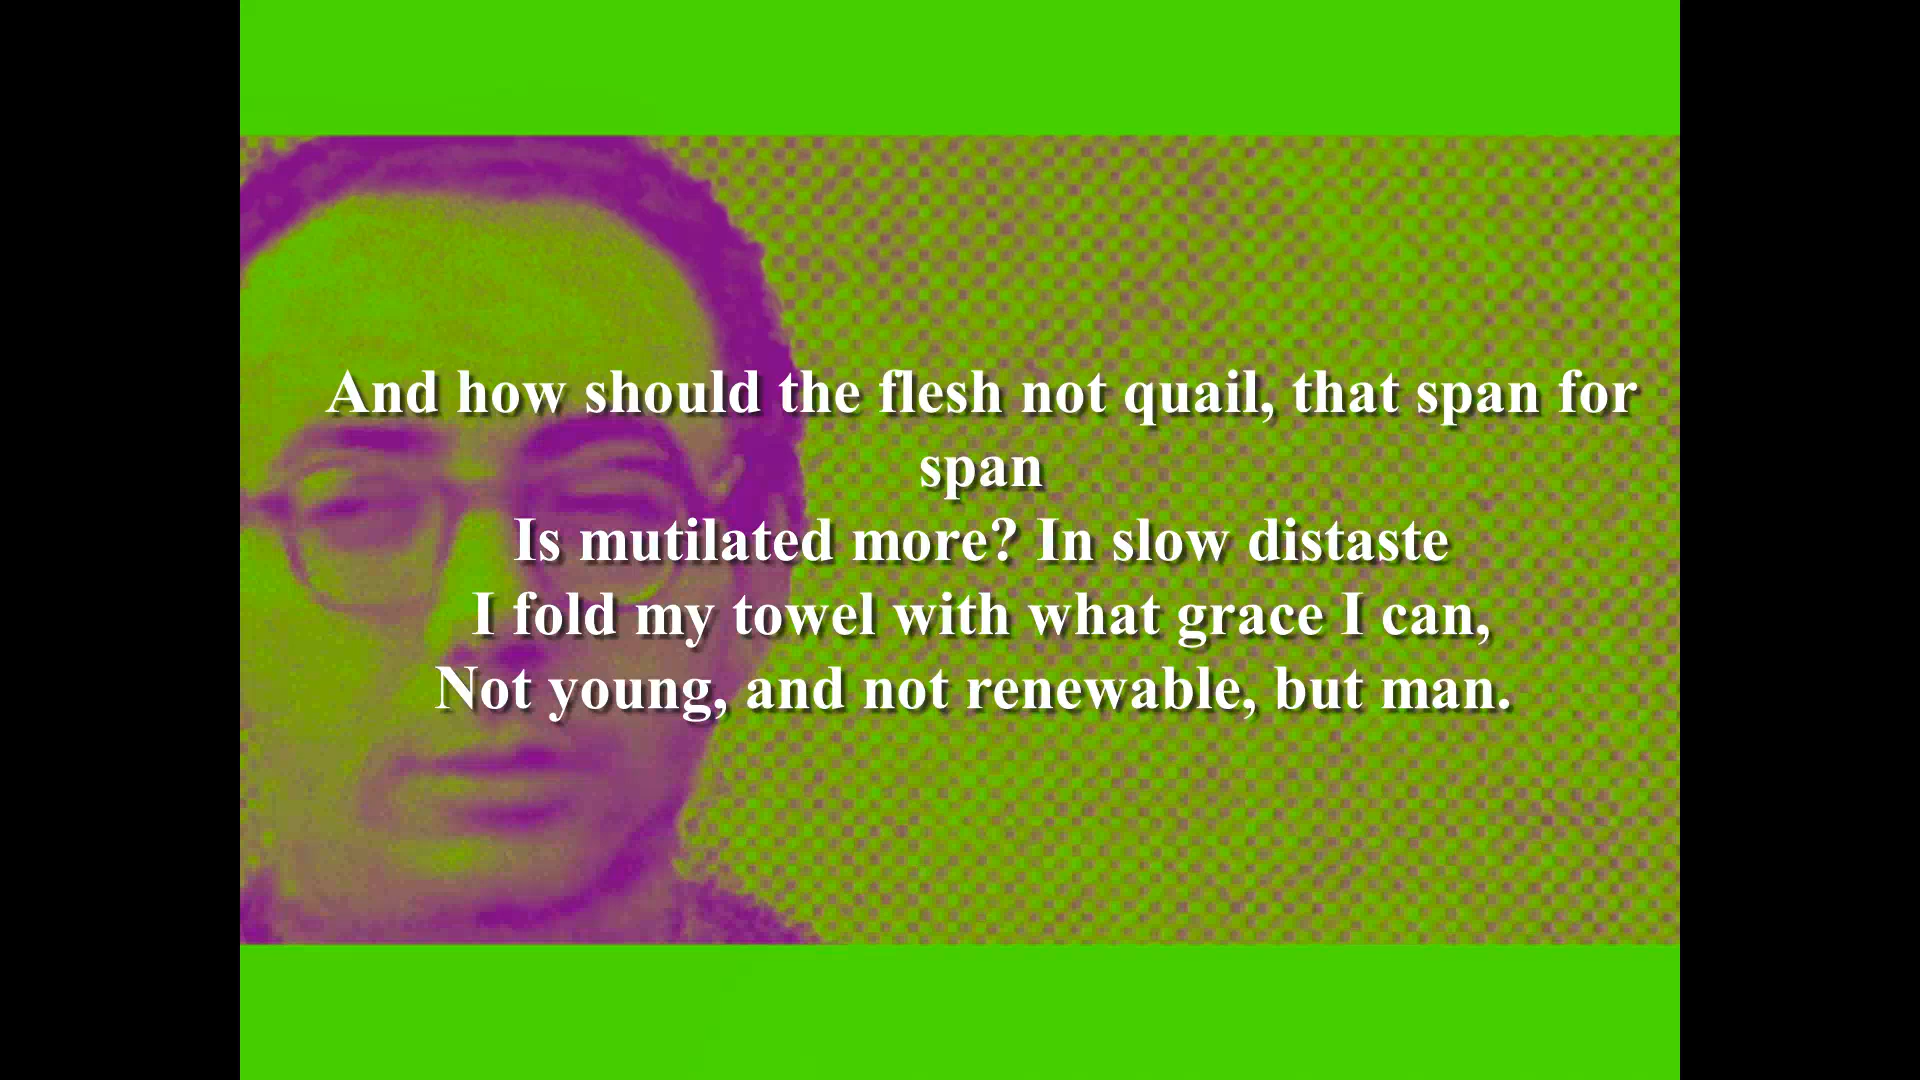 And how should the flesh not quail, that span for
span
Is mutilated more? In slow distaste
I fold my towel with what grace I can,
Not young, and not renewable, but man.